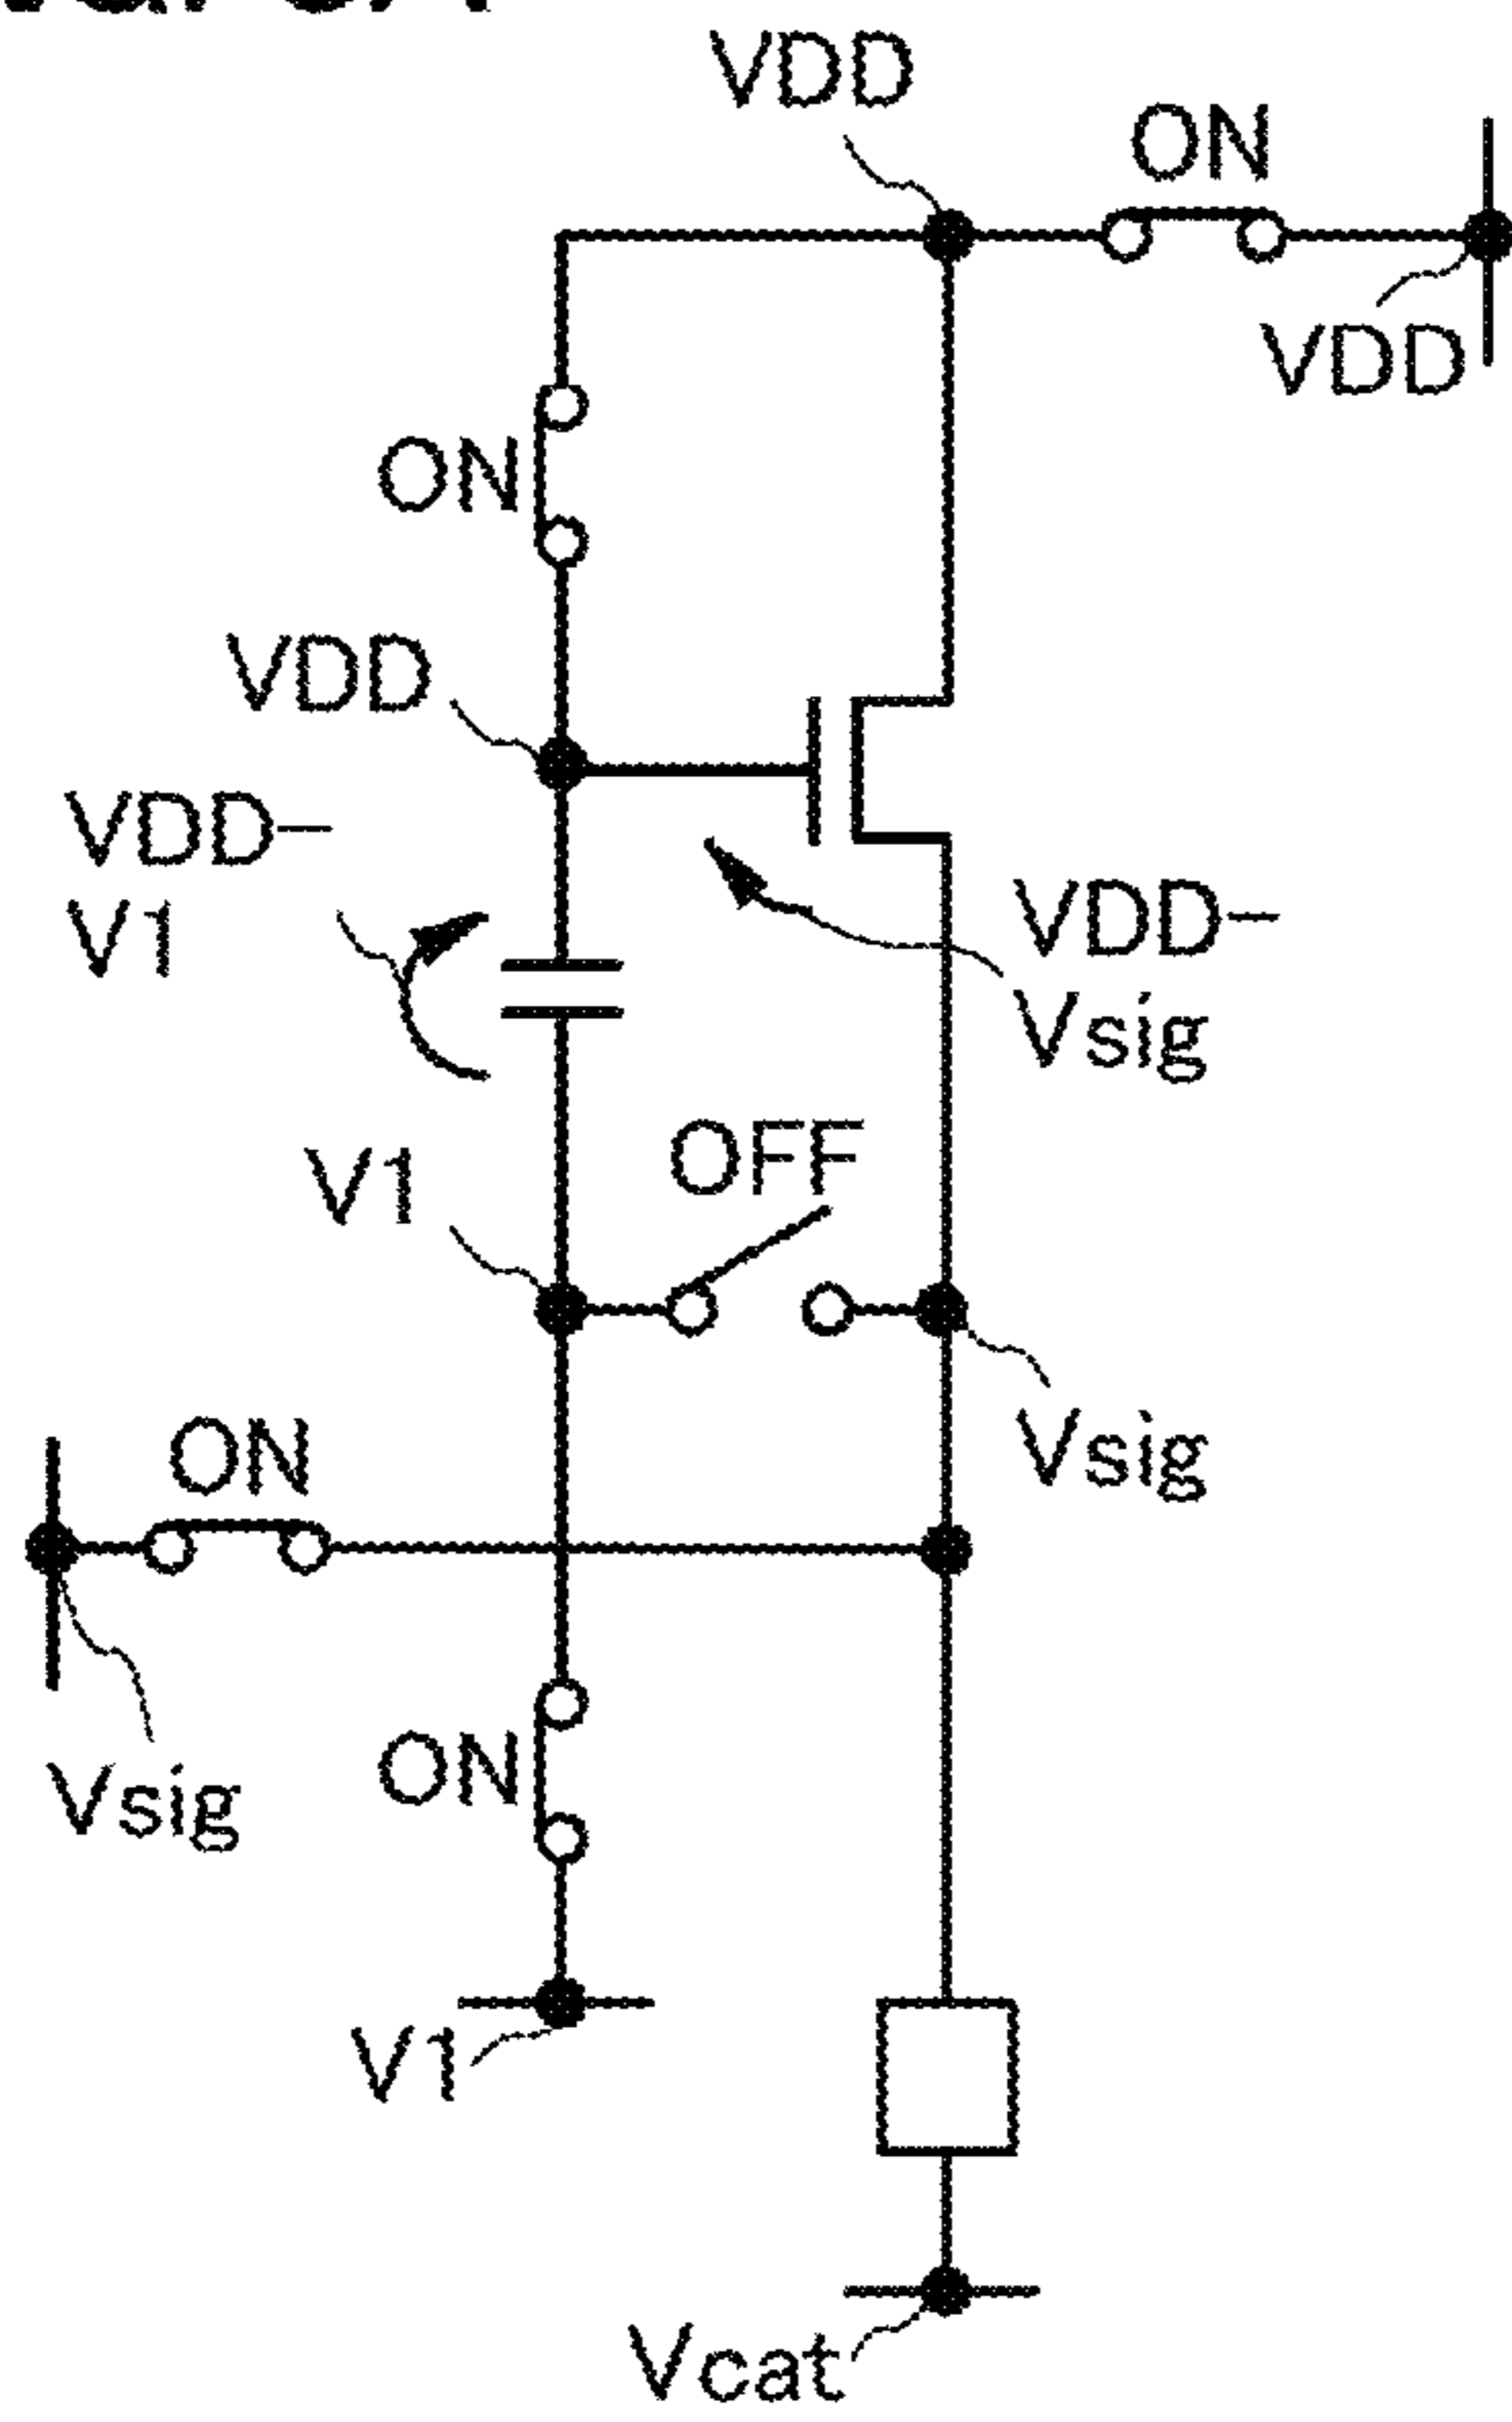 VDD
ON
VDD
ON
VDD
VDD–
V1
VDD–
Vsig
OFF
V1
Vsig
ON
Vsig
ON
V1
Vcat